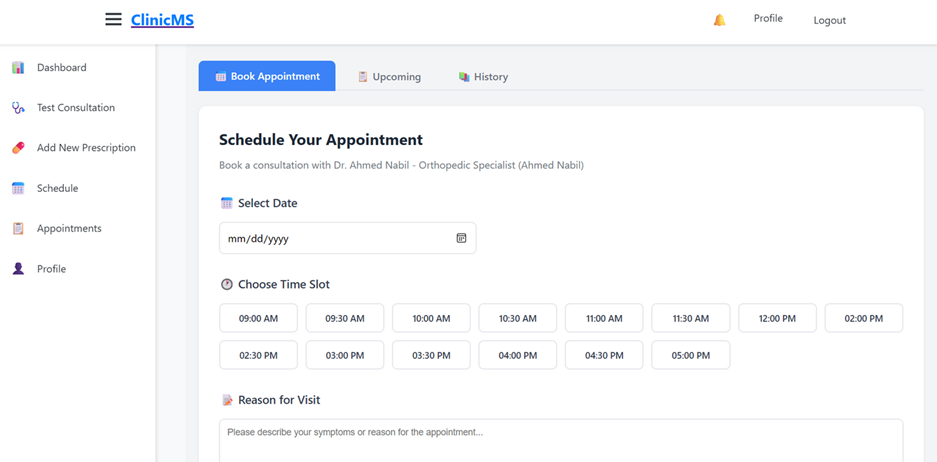 ClinicMS
Profile
Logout
Dashboard
Test Consultation
Add New Prescription
Schedule
Appointments
Profile
Book Appointment
Upcoming
History
Schedule Your Appointment
Book a consultation with Dr. Ahmed Nabil - Orthopedic Specialist (Ahmed Nabil)
Select Date
mm/dd/yyyy
Choose Time Slot
09:00 AM 09:30 AM 10:00 AM 10:30 AM 11:00 AM 11:30 AM 12:00 PM 02:00 PM
02:30 PM 03:00 PM 03:30 PM 04:00 PM 04:30 PM 05:00 PM
Reason for Visit
Please describe your symptoms or reason for the appointment...